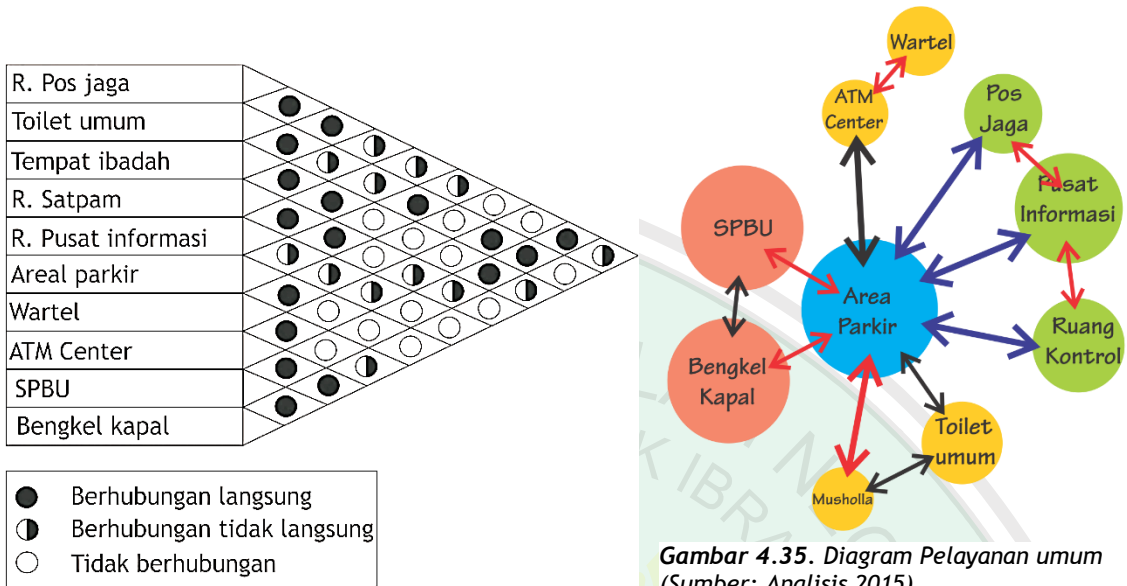 R. Pos jaga
Toilet umum
Tempat ibadah
R. Satpam
R. Pusat informasi
Areal parkir
Wartel
ATM Center
SPBU
Bengkel kapal
Berhubungan langsung
Berhubungan tidak langsung
Tidak berhubungan
Wartel
ATM
Center
Pos
Jaga
Pusat
Informasi
SPBU
Area
Parkir
Ruang
Kontrol
Bengkel
Kapal
Toilet
umum
Musholla
Gambar 4.35. Diagram Pelayanan umum
(Sumber: Analisis 2015)